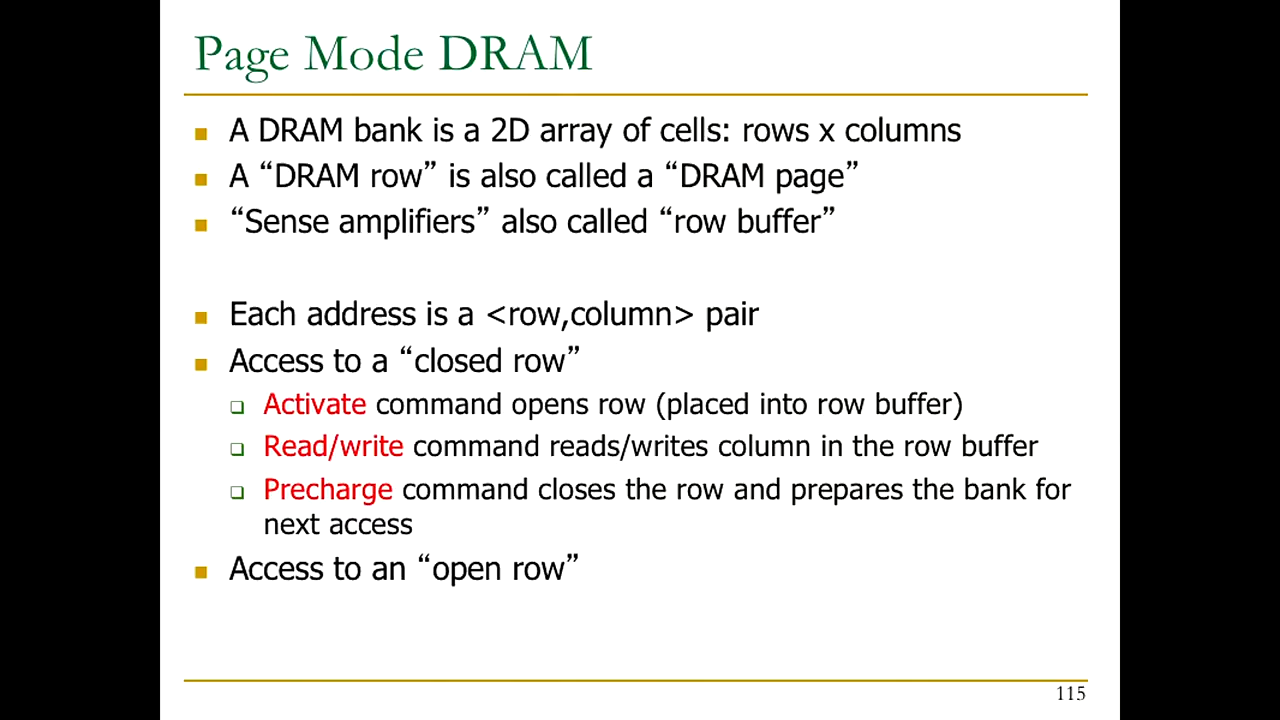 Page Mode DRAM
A DRAM bank is a 2D array of cells: rows x columns
A “DRAM row” is also called a “DRAM page”
“Sense amplifiers” also called “row buffer”
Each address is a <row,column> pair
Access to a “closed row”
Activate command opens row (placed into row buffer)
Read/write command reads/writes column in the row buffer
Precharge command closes the row and prepares the bank for
next access
Access to an “open row”
115